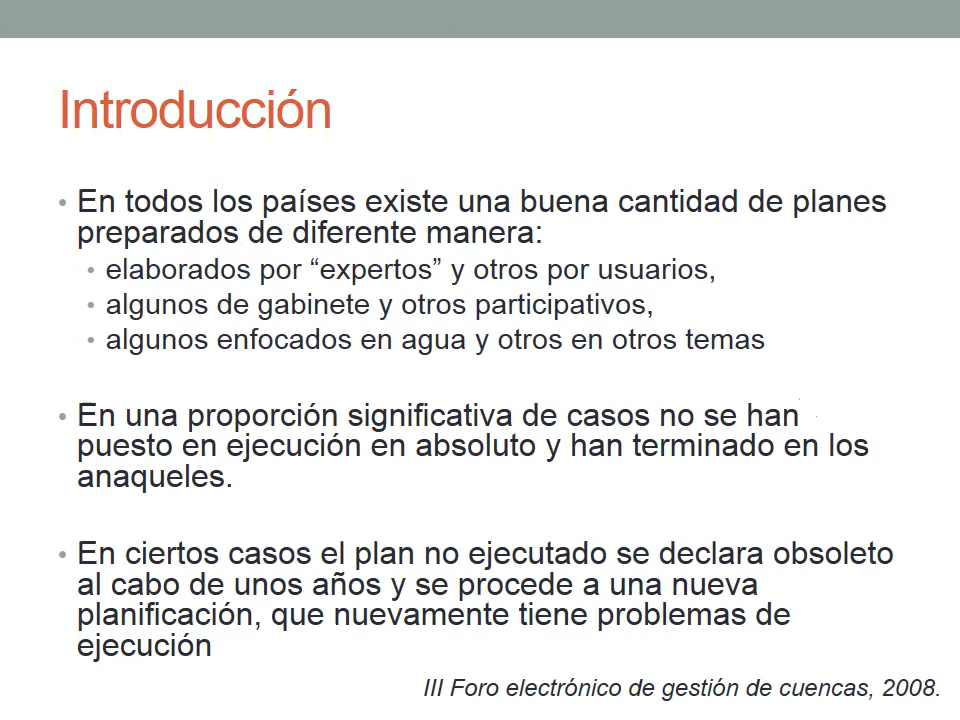 Introducción
• En todos los países existe una buena cantidad de planes
preparados de diferente manera:
• elaborados por “expertos” y otros por usuarios,
• algunos de gabinete y otros participativos,
• algunos enfocados en agua y otros en otros temas
• En una proporción significativa de casos no se han
puesto en ejecución en absoluto y han terminado en los
anaqueles.
• En ciertos casos el plan no ejecutado se declara obsoleto
al cabo de unos años y se procede a una nueva
planificación, que nuevamente tiene problemas de
ejecución
III Foro electrónico de gestión de cuencas, 2008.